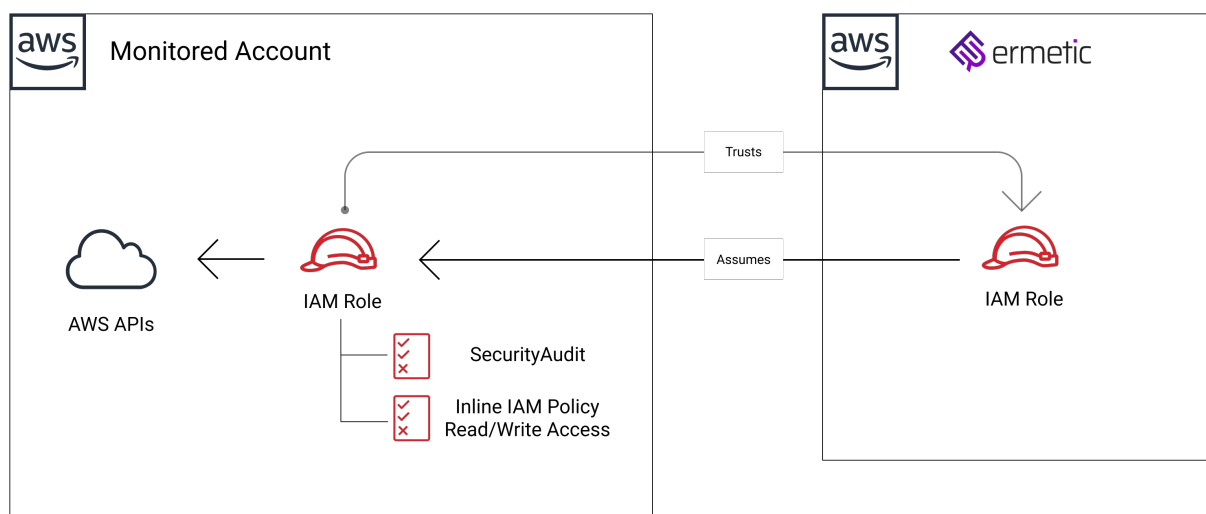 aws
Monitored Account
aws
ermetic
Trusts
Assumes
AWS APIs
IAM Role
IAM Role
SecurityAudit
Inline IAM Policy
Read/Write Access